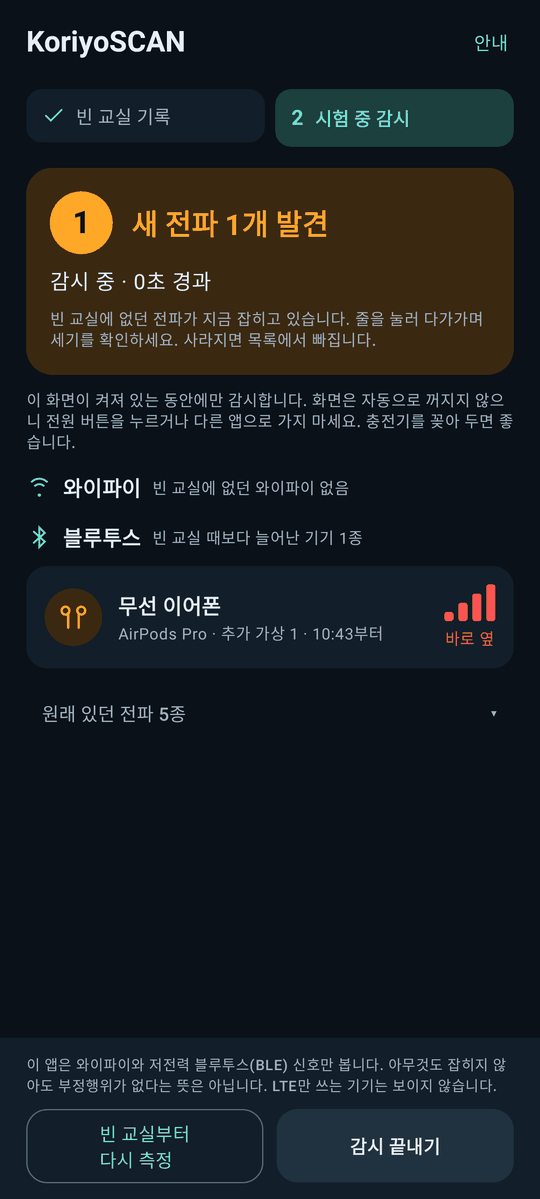 KoriyoSCAN
안내
빈 교실 기록
2 시험 중 감시
1
새 전파 1개 발견
감시 중 · 0초 경과
빈 교실에 없던 전파가 지금 잡히고 있습니다. 줄을 눌러 다가가며
세기를 확인하세요. 사라지면 목록에서 빠집니다.
이 화면이 켜져 있는 동안에만 감시합니다. 화면은 자동으로 꺼지지 않으
니 전원 버튼을 누르거나 다른 앱으로 가지 마세요. 충전기를 꽂아 두면 좋
습니다.
와이파이 빈 교실에 없던 와이파이 없음
블루투스 빈 교실 때보다 늘어난 기기 1종
무선 이어폰
AirPods Pro · 추가 가상 1 · 10:43부터
바로 옆
원래 있던 전파 5종
이 앱은 와이파이와 저전력 블루투스(BLE) 신호만 봅니다. 아무것도 잡히지 않
아도 부정행위가 없다는 뜻은 아닙니다. LTE만 쓰는 기기는 보이지 않습니다.
빈 교실부터
다시 측정
감시 끝내기